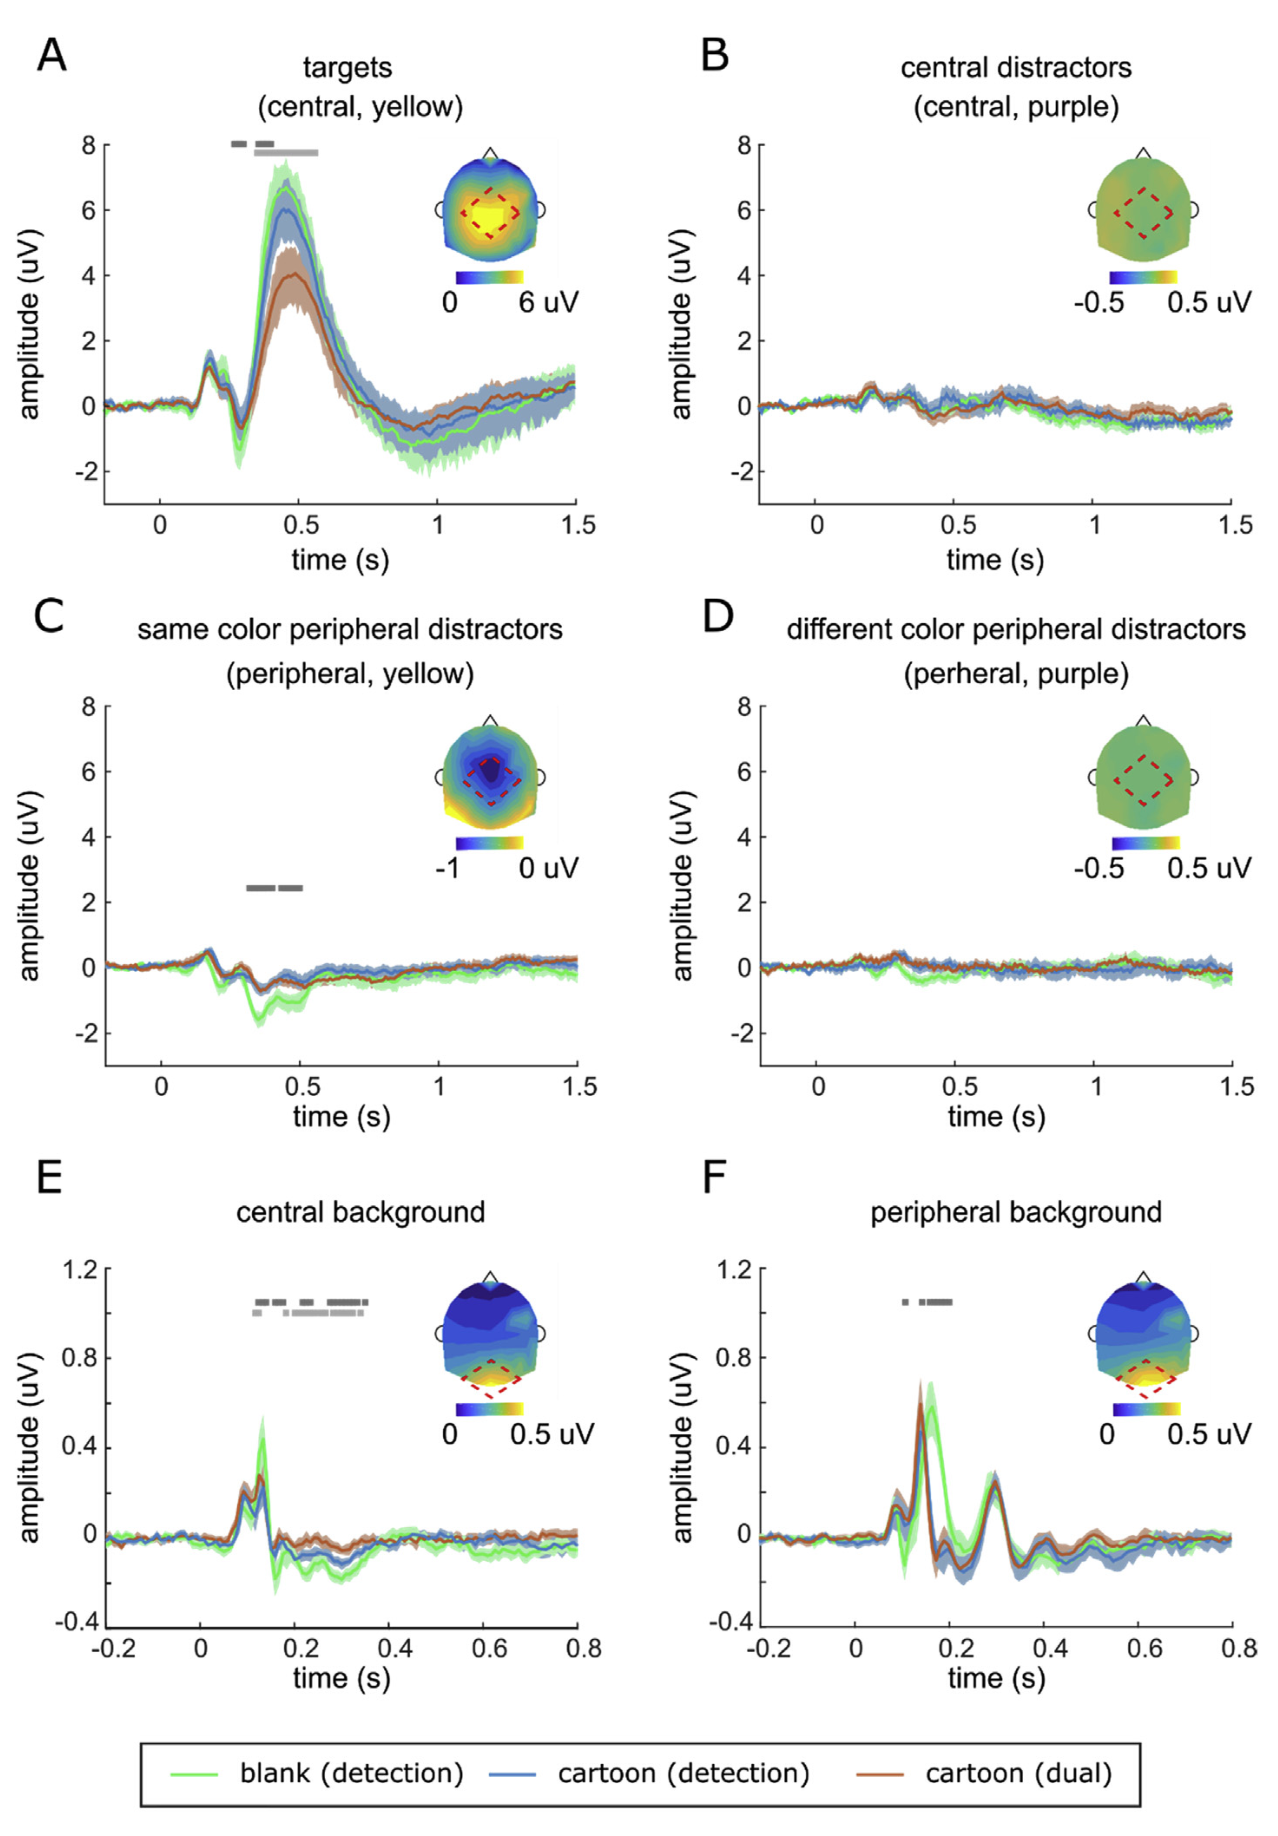 A
targets
(central, yellow)
8
6
4
2
0
-2
amplitude (uV)
0 6 uV
0 0.5 1 1.5
time (s)
B
central distractors
(central, purple)
8
6
4
2
0
-2
amplitude (uV)
-0.5 0.5 uV
0 0.5 1 1.5
time (s)
C
same color peripheral distractors
(peripheral, yellow)
8
6
4
2
0
-2
amplitude (uV)
-1 0 uV
0 0.5 1 1.5
time (s)
D
different color peripheral distractors
(perheral, purple)
8
6
4
2
0
-2
amplitude (uV)
-0.5 0.5 uV
0 0.5 1 1.5
time (s)
E
central background
1.2
0.8
0.4
0
-0.4
amplitude (uV)
0 0.5 uV
-0.2 0 0.2 0.4 0.6 0.8
time (s)
F
peripheral background
1.2
0.8
0.4
0
-0.4
amplitude (uV)
0 0.5 uV
-0.2 0 0.2 0.4 0.6 0.8
time (s)
blank (detection) cartoon (detection) cartoon (dual)